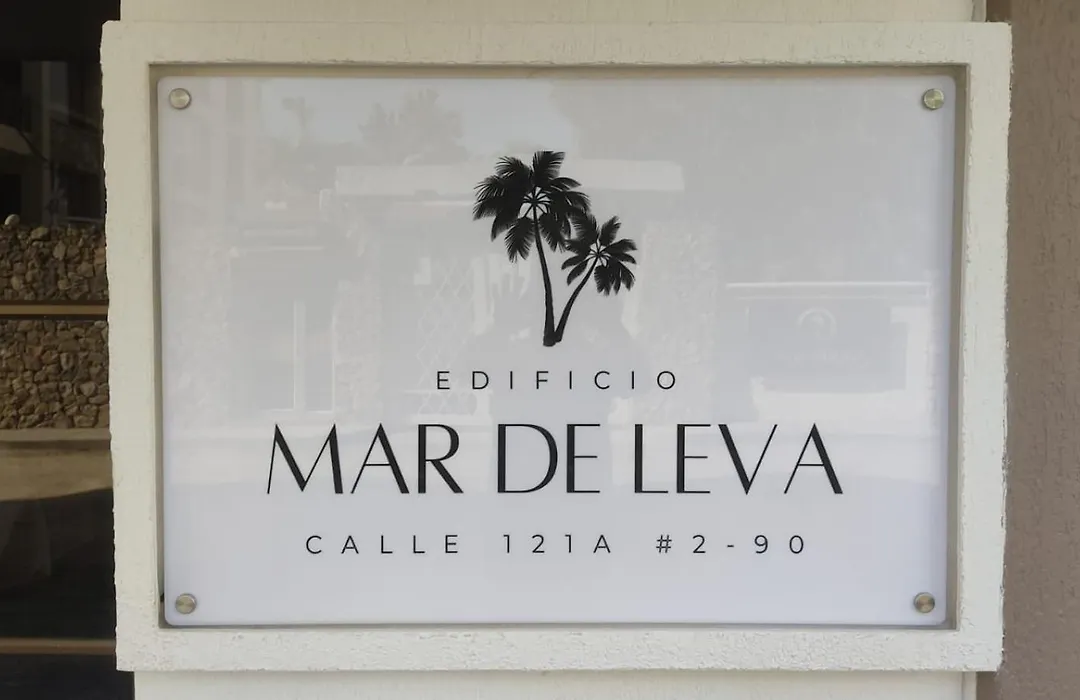 EDIFICIO
MAR DE LEVA
CALLE 121A #2-90